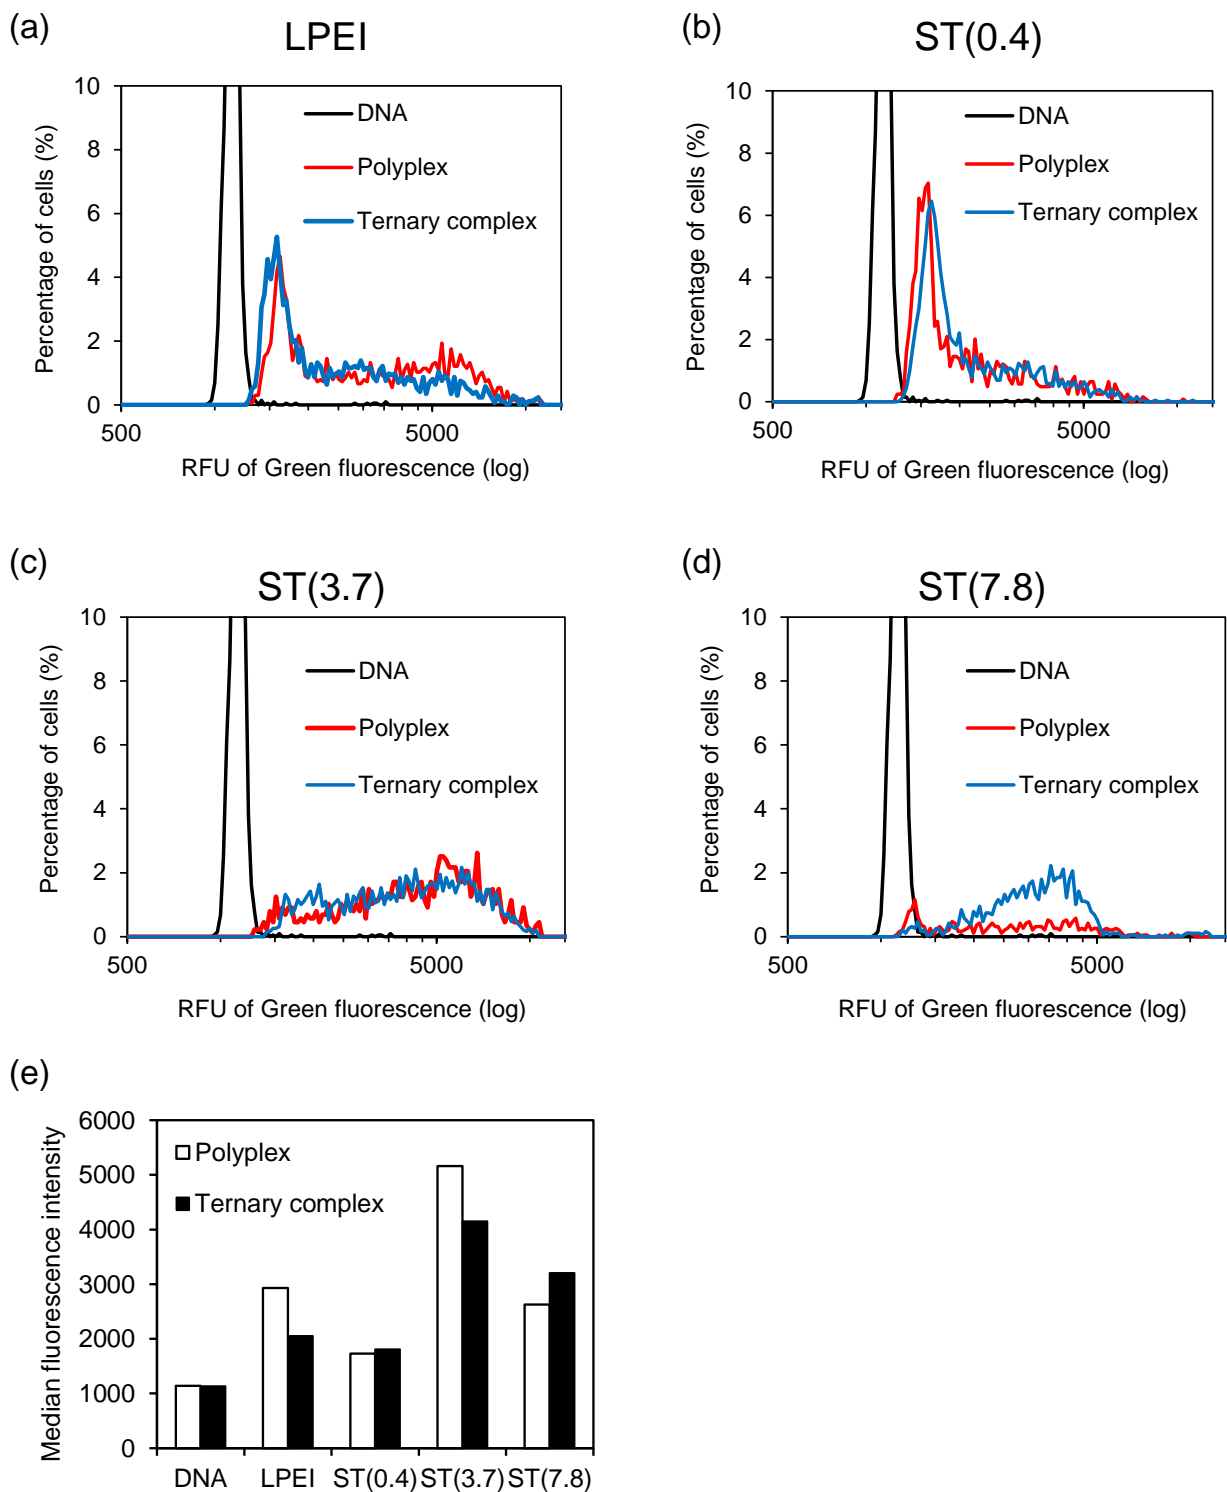 (a)
LPEI
10
8
6
4
2
0
Percentage of cells (%)
DNA
Polyplex
Ternary complex
500
5000
RFU of Green fluorescence (log)
(b)
ST(0.4)
10
8
6
4
2
0
Percentage of cells (%)
DNA
Polyplex
Ternary complex
500
5000
RFU of Green fluorescence (log)
(c)
ST(3.7)
10
8
6
4
2
0
Percentage of cells (%)
DNA
Polyplex
Ternary complex
500
5000
RFU of Green fluorescence (log)
(d)
ST(7.8)
10
8
6
4
2
0
Percentage of cells (%)
DNA
Polyplex
Ternary complex
500
5000
RFU of Green fluorescence (log)
(e)
6000
5000
4000
3000
2000
1000
0
Median fluorescence intensity
Polyplex
Ternary complex
DNA
LPEI
ST(0.4)
ST(3.7)
ST(7.8)